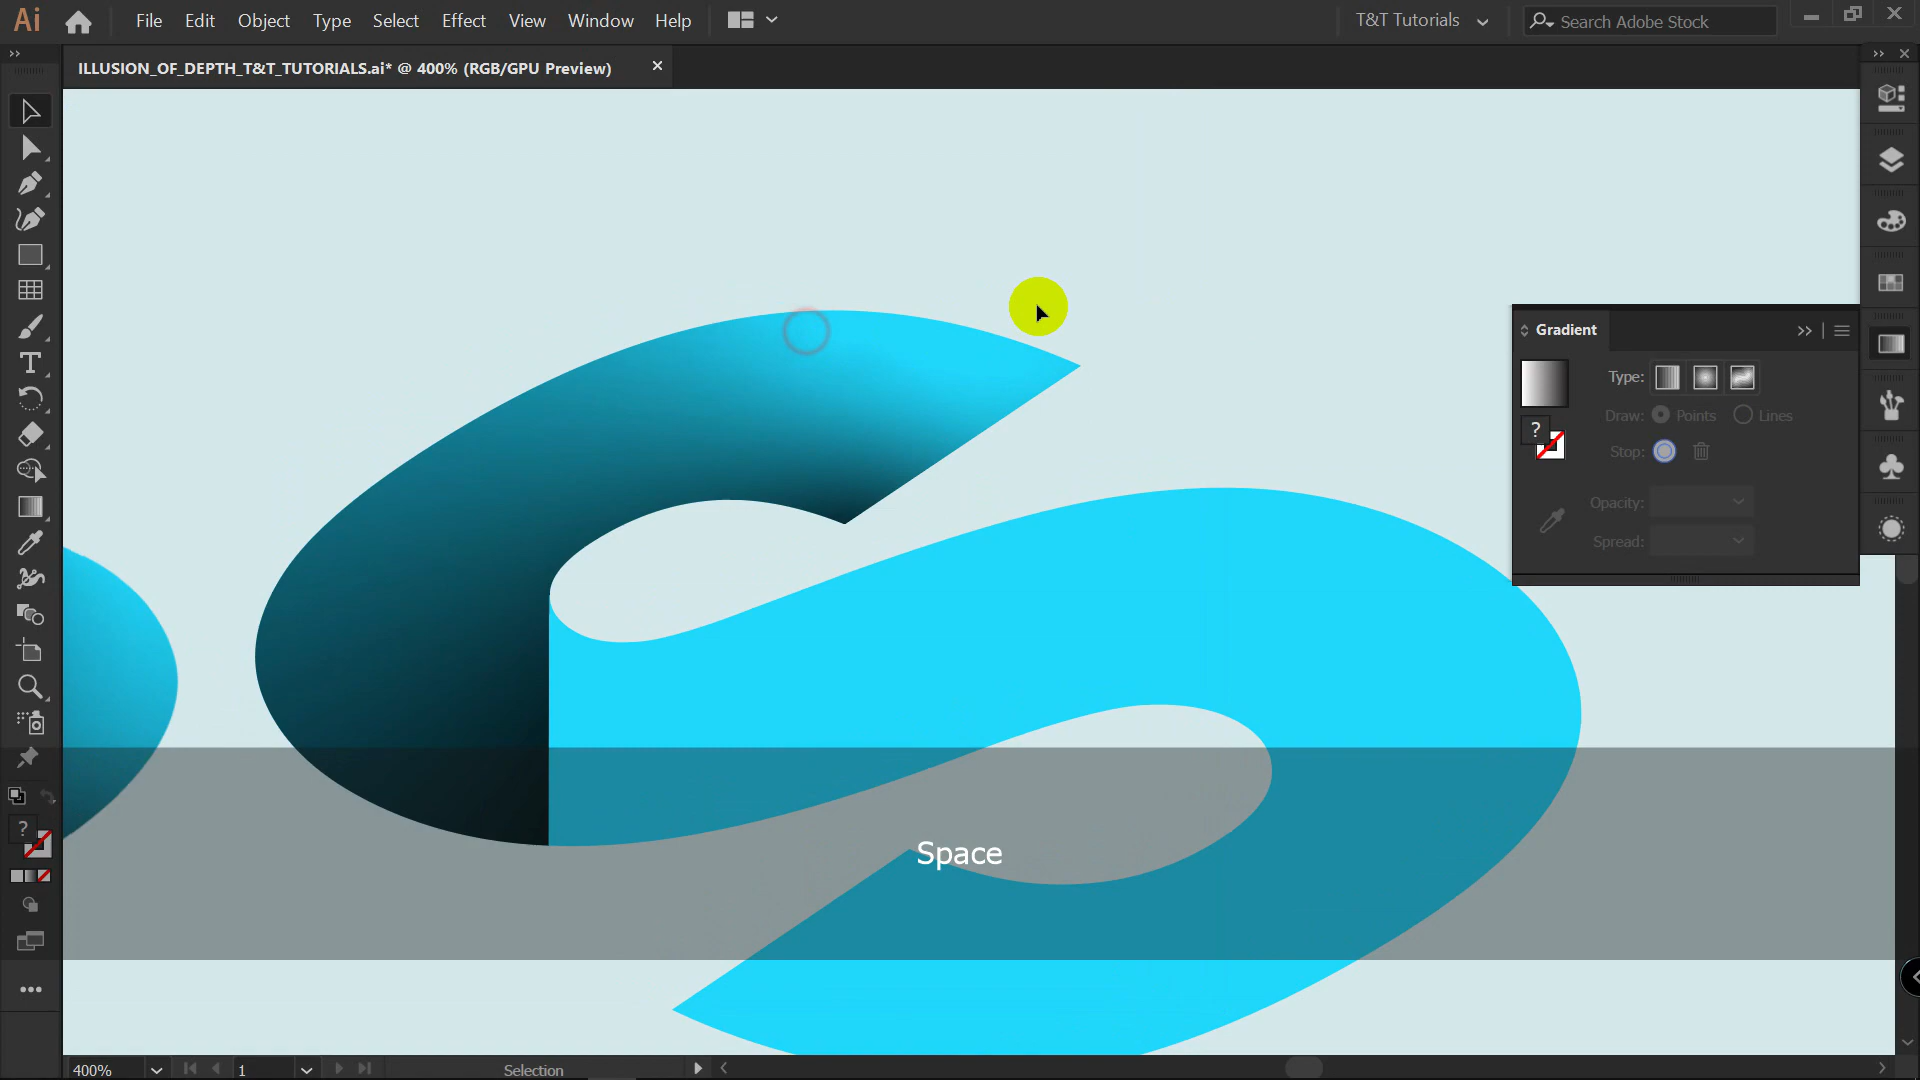 Ai File Edit Object Type Select Effect View Window Help T&T Tutorials Search Adobe Stock
ILLUSION_OF_DEPTH_T&T_TUTORIALS.ai* @ 400% (RGB/GPU Preview)
Gradient
Type:
? Draw: Points Lines
Stop:
Opacity:
Spread:
?
Space
400% 1 Selection